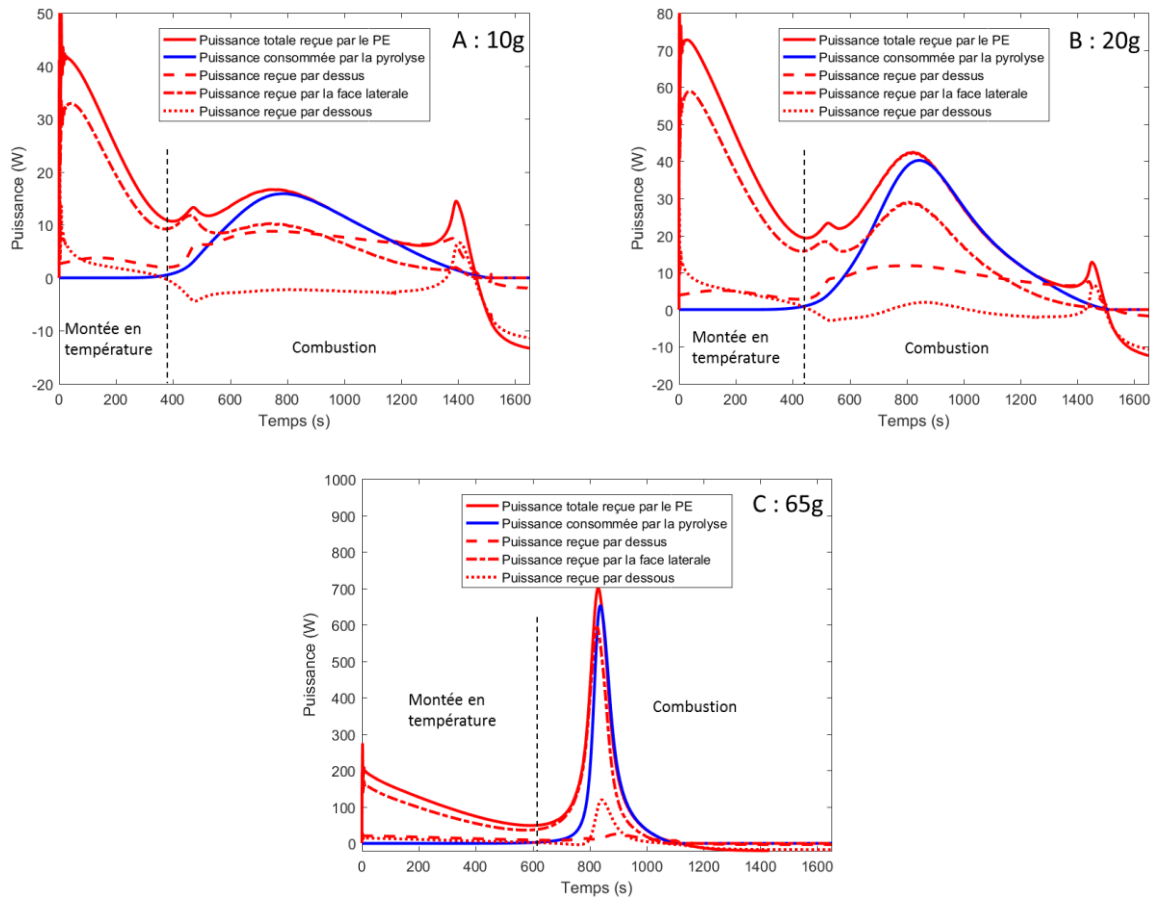 A : 10g
Puissance totale reçue par le PE
Puissance consommée par la pyrolyse
Puissance reçue par dessus
Puissance reçue par la face laterale
Puissance reçue par dessous
50
40
30
20
10
0
-10
-20
Puissance (W)
Montée en
température
Combustion
0 200 400 600 800 1000 1200 1400 1600
Temps (s)
B : 20g
Puissance totale reçue par le PE
Puissance consommée par la pyrolyse
Puissance reçue par dessus
Puissance reçue par la face laterale
Puissance reçue par dessous
80
70
60
50
40
30
20
10
0
-10
-20
Puissance (W)
Montée en
température
Combustion
0 200 400 600 800 1000 1200 1400 1600
Temps (s)
C : 65g
Puissance totale reçue par le PE
Puissance consommée par la pyrolyse
Puissance reçue par dessus
Puissance reçue par la face laterale
Puissance reçue par dessous
1000
900
800
700
600
500
400
300
200
100
0
Puissance (W)
Montée en
température
Combustion
0 200 400 600 800 1000 1200 1400 1600
Temps (s)